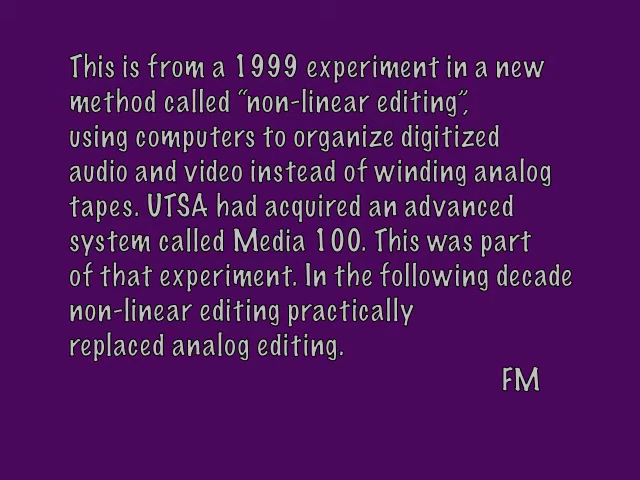 This is from a 1999 experiment in a new
method called “non-linear editing”,
using computers to organize digitized
audio and video instead of winding analog
tapes. UTSA had acquired an advanced
system called Media 100. This was part
of that experiment. In the following decade
non-linear editing practically
replaced analog editing.
FM